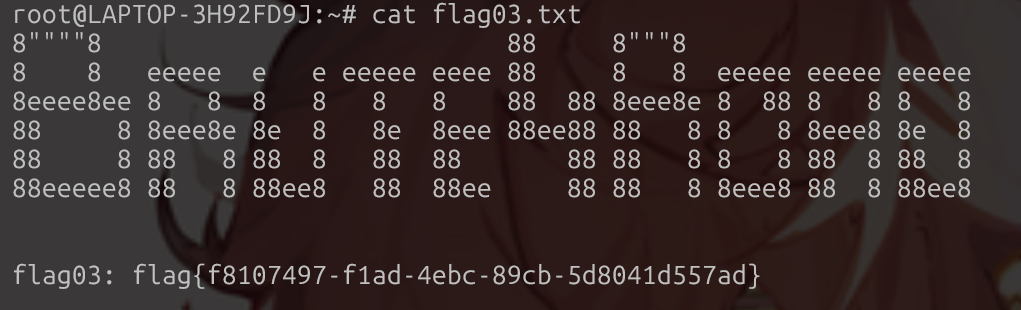 root@LAPTOP-3H92FD9J:~# cat flag03.txt
8""""8                           88     8"""8
8    8   eeeee  e   e eeeee eeee 88     8   8  eeeee eeeee eeeee
8eeee8ee 8   8  8   8   8   8    88  88 8eee8e 8  88 8   8 8   8
88     8 8eee8e 8e  8   8e  8eee 88ee88 88   8 8   8 8eee8 8e  8
88     8 88   8 88  8   88  88       88 88   8 8   8 88  8 88  8
88eeeee8 88   8 88ee8   88  88ee     88 88   8 8eee8 88  8 88ee8
flag03: flag{f8107497-f1ad-4ebc-89cb-5d8041d557ad}